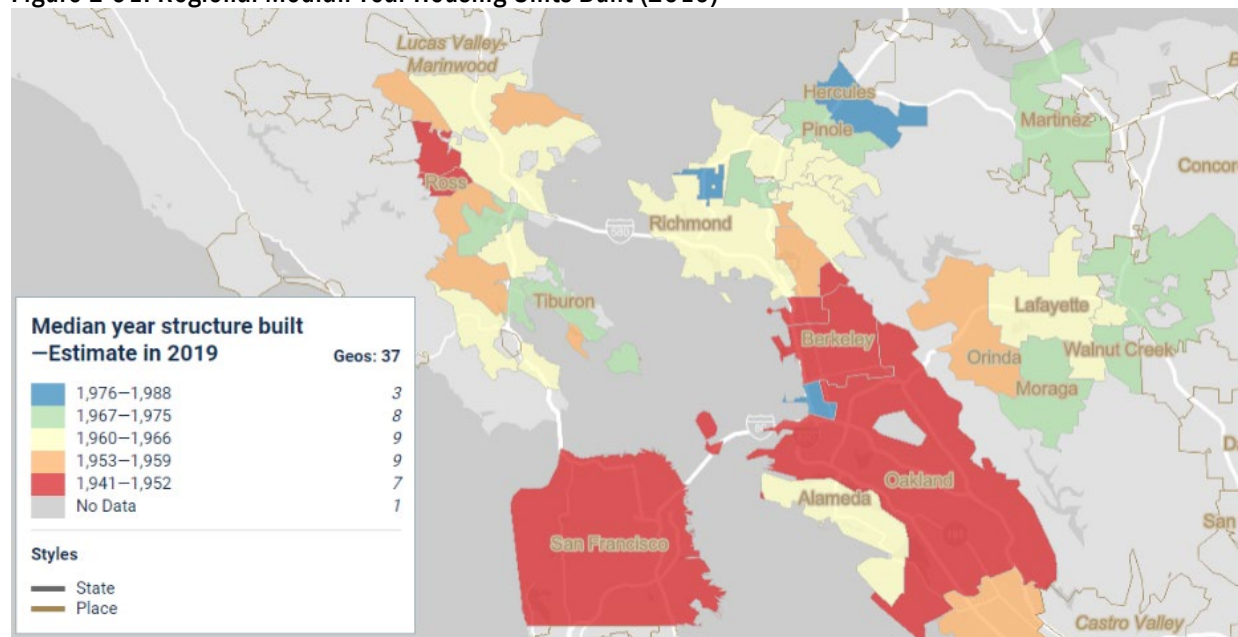 Lucas Valley-
Marinwood
Hercules
Pinole
Martinez
Concor
Ross
Richmond
580
Tiburon
Lafayette
Berkeley
Orinda
Walnut Creek
Moraga
80
Oakland
Alameda
San Francisco
San
Castro Valley
Median year structure built
—Estimate in 2019
Geos: 37
1,976—1,988 3
1,967—1,975 8
1,960—1,966 9
1,953—1,959 9
1,941—1,952 7
No Data 1
Styles
State
Place